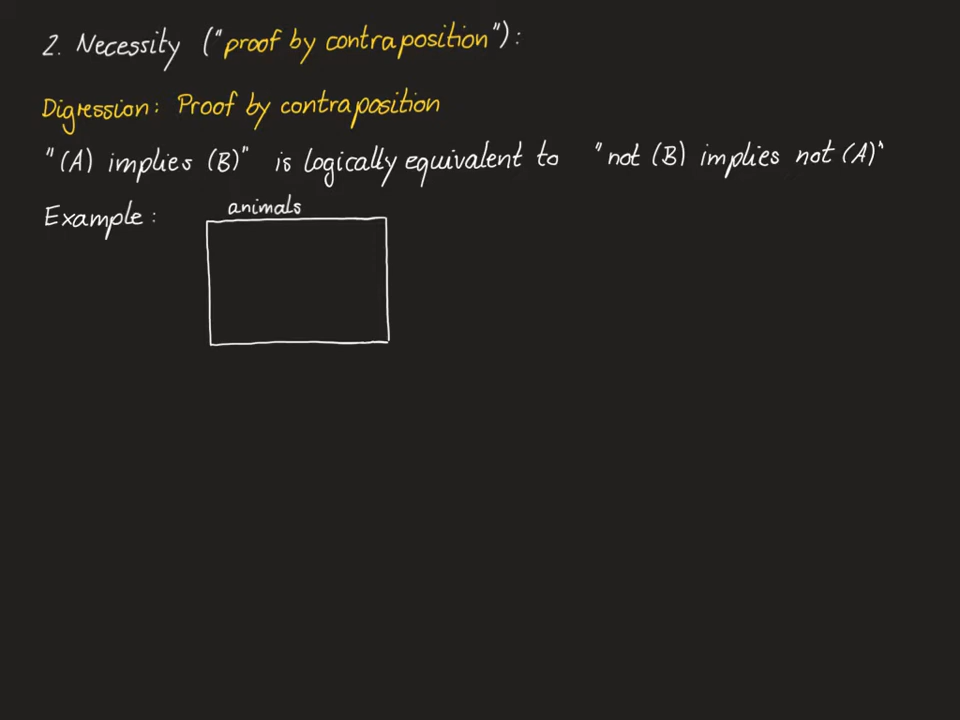 2. Necessity ("proof by contraposition"):
Digression: Proof by contraposition
"(A) implies (B)" is logically equivalent to "not (B) implies not (A)"
Example: animals